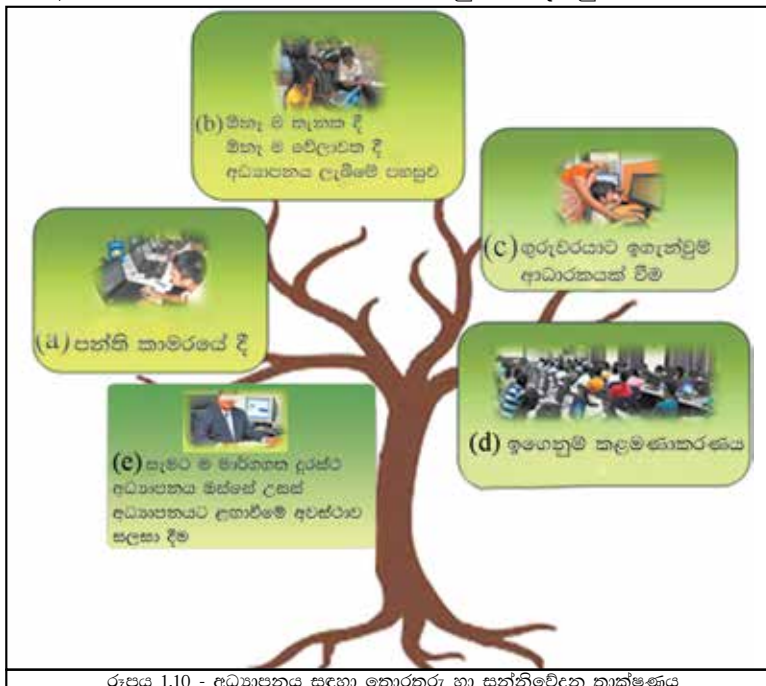 (b) ඕනෑ ම තැනක දී
ඕනෑ ම වේලාවක දී
අධ්‍යාපනය ලැබීමේ පහසුව
(c) ගුරුවරයාට ඉගැන්වුම්
ආධාරකයක් වීම
(a) පන්ති කාමරයේ දී
(d) ඉගෙනුම් කළමණාකරණය
(e) සැමට ම මාර්ගගත දුරස්ථ
අධ්‍යාපනය ඔස්සේ උසස්
අධ්‍යාපනයට ළඟාවීමේ අවස්ථාව
සලසා දීම
රූපය 1.10 - අධ්‍යාපනය සඳහා තොරතුරු හා සන්නිවේදන තාක්ෂණය